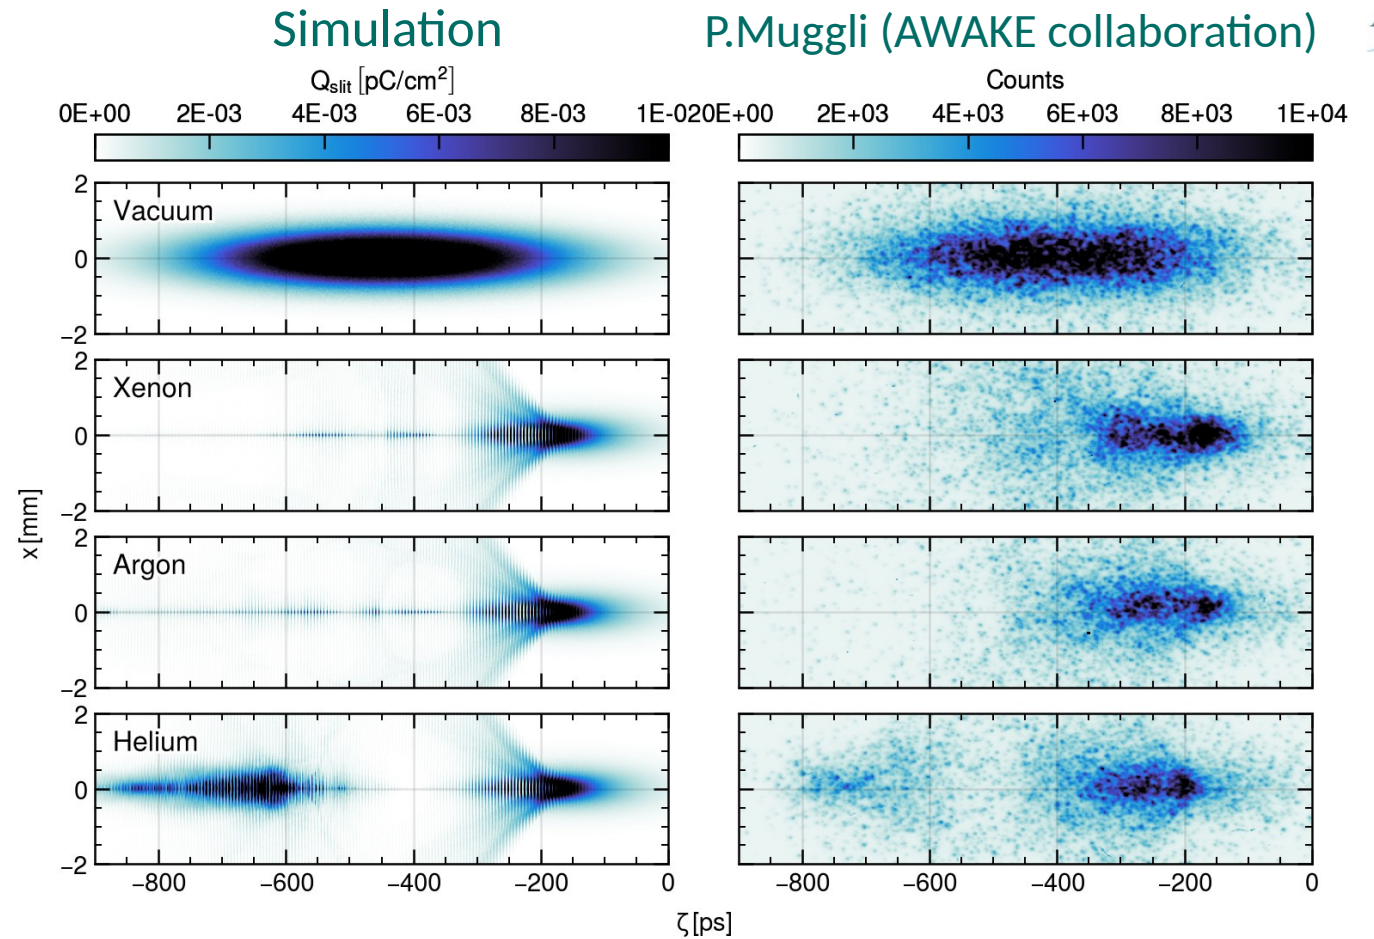 Simulation
P.Muggli (AWAKE collaboration)
Qslit [pC/cm²]
Counts
0E+00 2E-03 4E-03 6E-03 8E-03 1E-02
0E+00 2E+03 4E+03 6E+03 8E+03 1E+04
2
Vacuum
0
−2
2
Xenon
0
−2
x [mm]
2
Argon
0
−2
2
Helium
0
−2
−800 −600 −400 −200 0
−800 −600 −400 −200 0
ζ [ps]